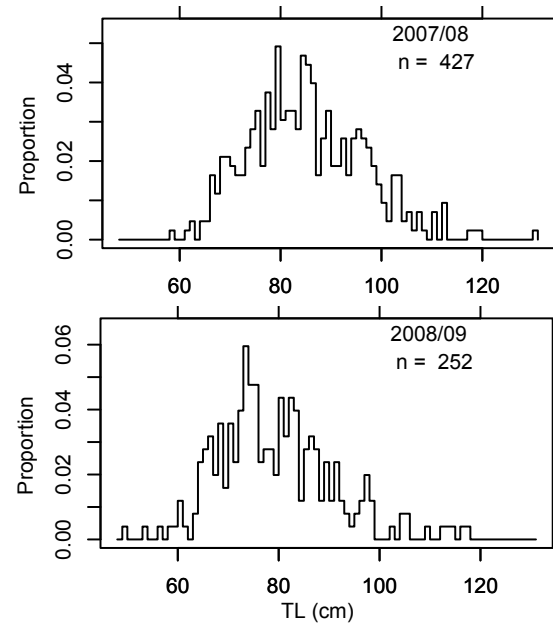 2007/08
n = 427
Proportion
0.04
0.02
0.00
60 80 100 120
2008/09
n = 252
Proportion
0.06
0.04
0.02
0.00
60 80 100 120
TL (cm)